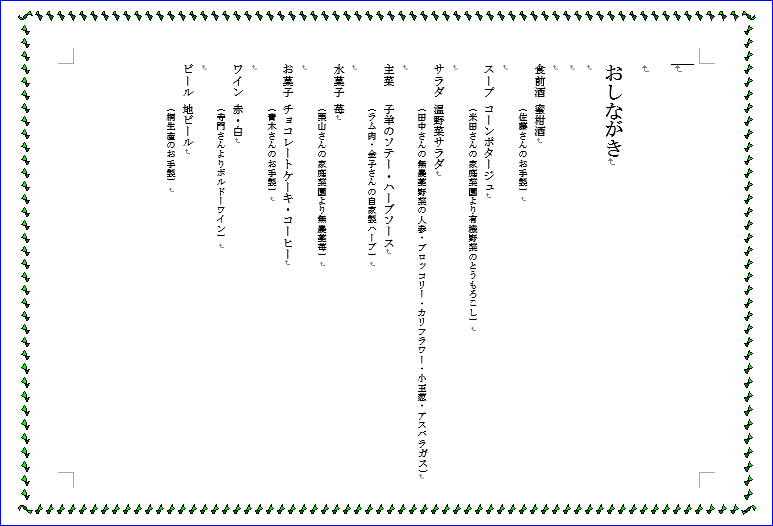 おしながき
食前酒 蜜柑酒
（佐藤さんのお手製）
スープ コーンポタージュ
（米田さんの家庭菜園より有機野菜のとうもろこし）
サラダ 温野菜サラダ
（田中さんの無農薬野菜の人参・ブロッコリー・カリフラワー・小玉葱・アスパラガス）
主菜 子羊のソテー・ハーブソース
（ラム肉・金子さんの自家製ハーブ）
水菓子 苺
（栗山さんの家庭菜園より無農薬苺）
お菓子 チョコレートケーキ・コーヒー
（青木さんのお手製）
ワイン 赤・白
（寺門さんよりボルドーワイン）
ビール 地ビール
（桐生産のお手製）